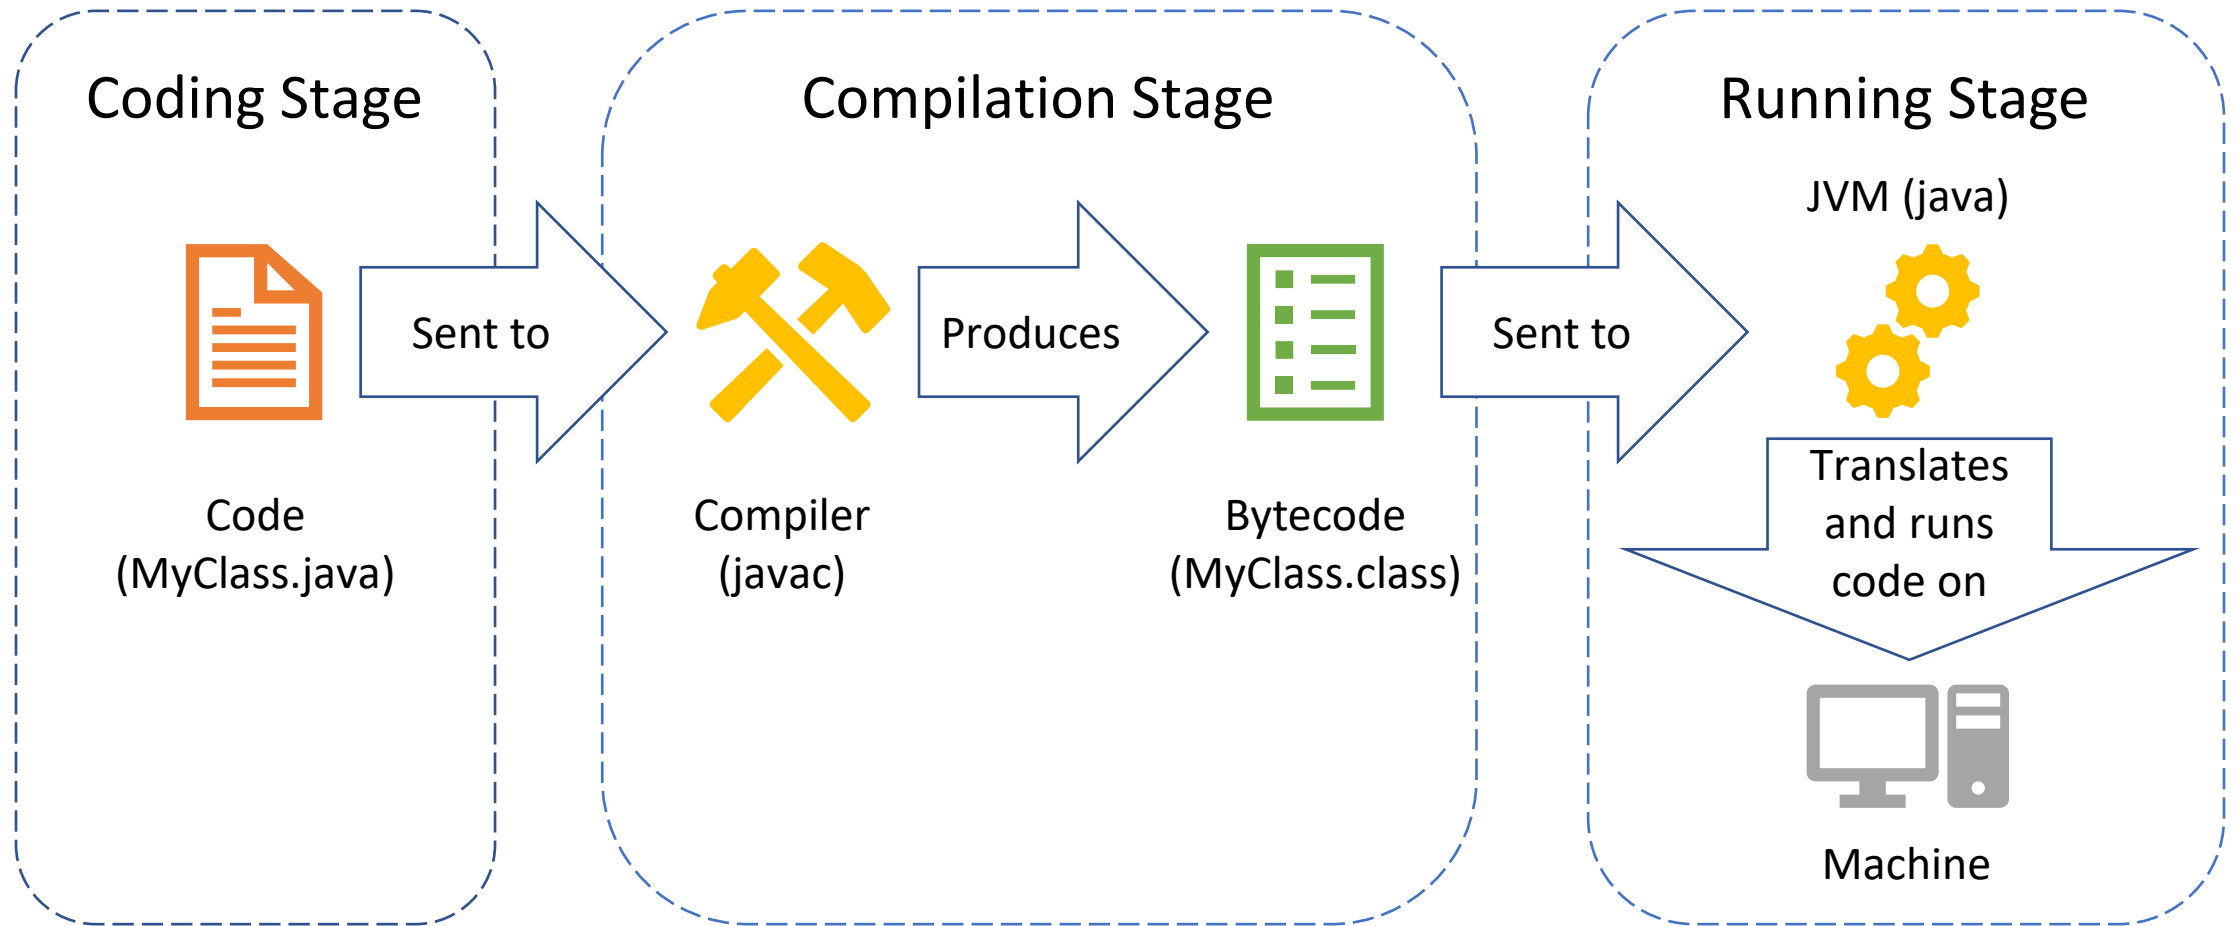 Coding Stage
Code
(MyClass.java)
Sent to
Compilation Stage
Compiler
(javac)
Produces
Bytecode
(MyClass.class)
Sent to
Running Stage
JVM (java)
Translates
and runs
code on
Machine